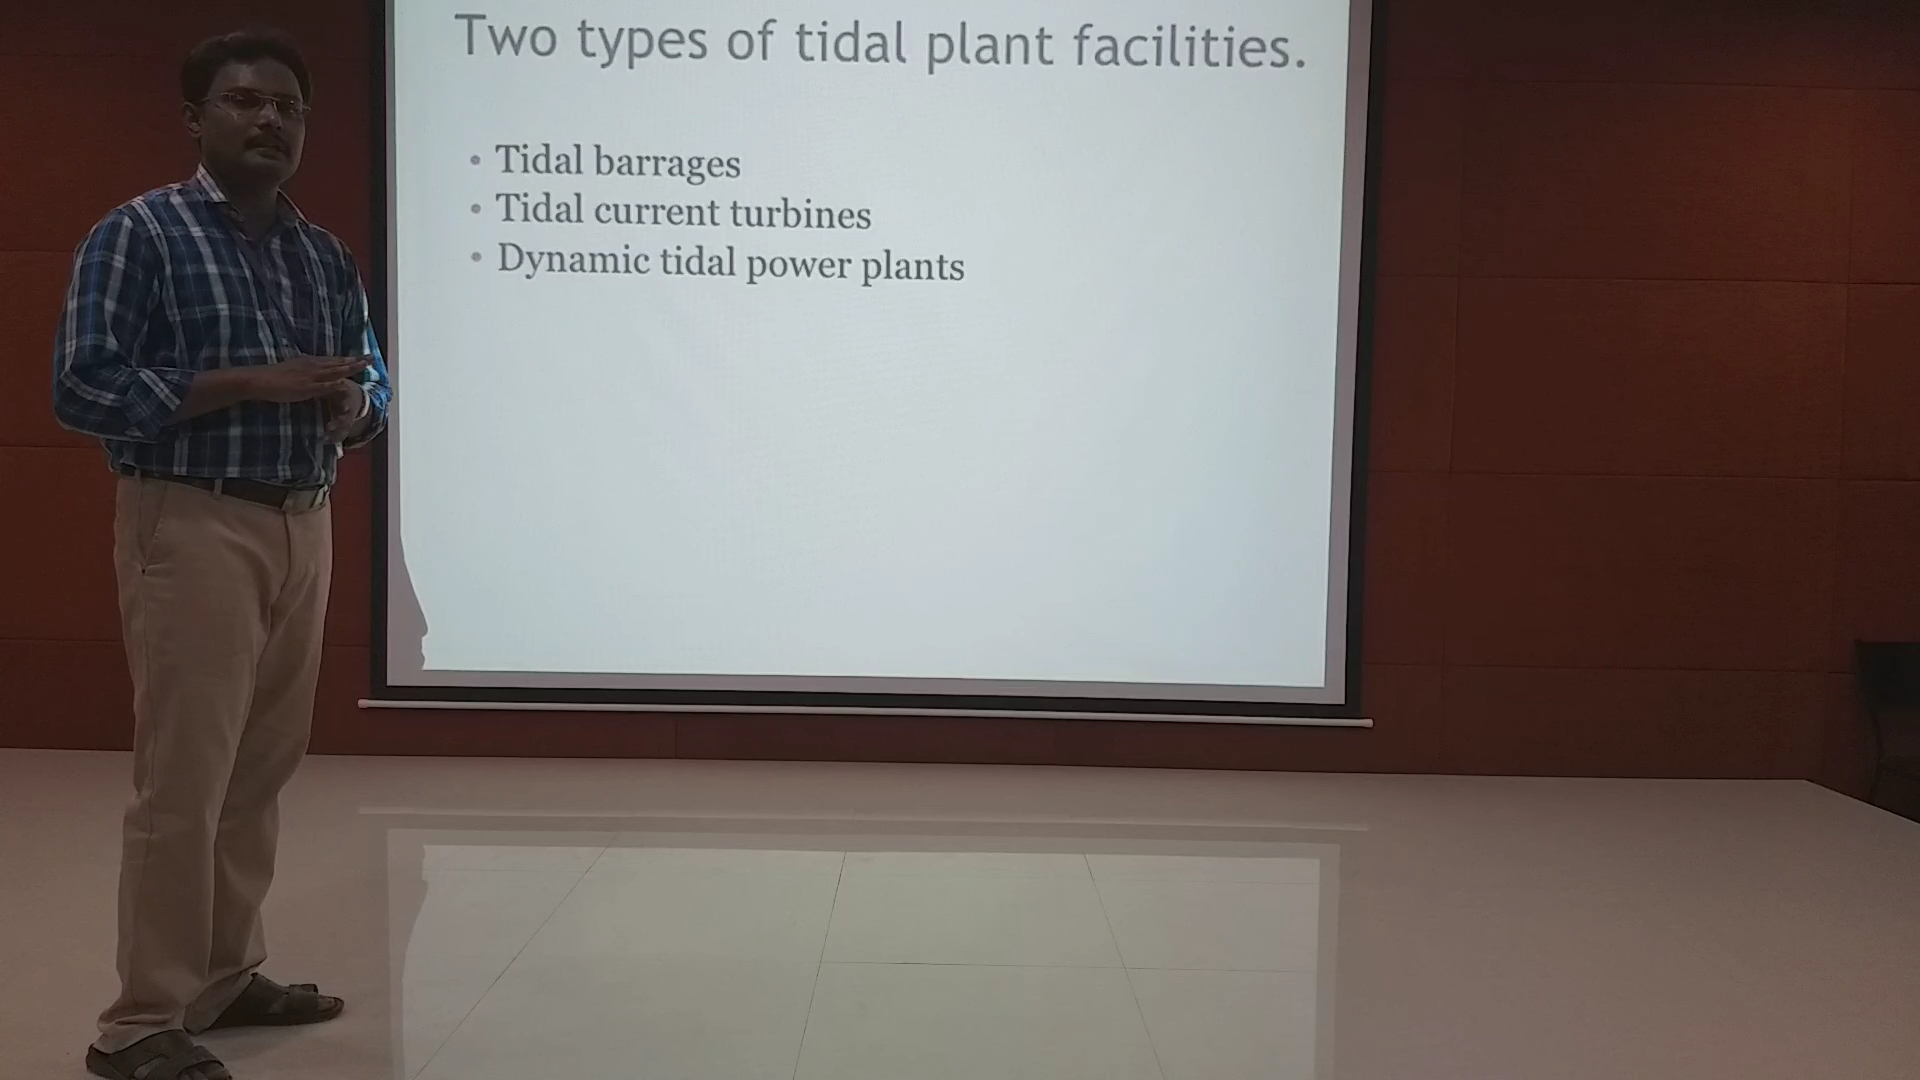 Two types of tidal plant facilities.
• Tidal barrages
• Tidal current turbines
• Dynamic tidal power plants